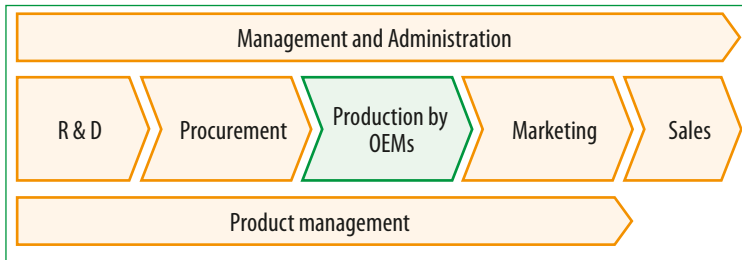 Management and Administration
R & D
Procurement
Production by
OEMs
Marketing
Sales
Product management